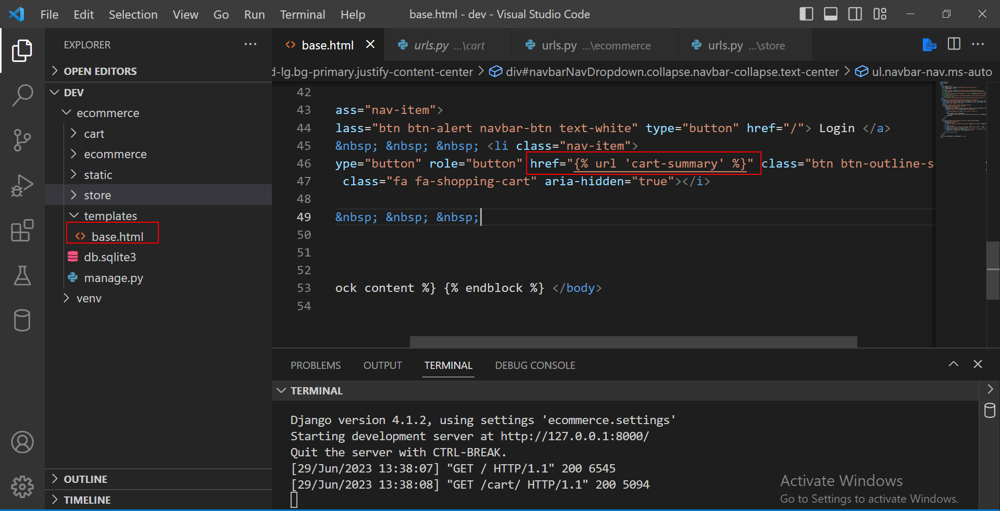 File Edit Selection View Go Run Terminal Help base.html - dev - Visual Studio Code
EXPLORER
OPEN EDITORS
DEV
ecommerce
cart
ecommerce
static
store
templates
base.html
db.sqlite3
manage.py
venv
OUTLINE
TIMELINE
base.html urls.py ...\cart urls.py ...\ecommerce urls.py ...\store
PHP
d-lg.bg-primary.justify-content-center div#navbarNavDropdown.collapse.navbar-collapse.text-center ul.navbar-nav.ms-auto
42
43 ass="nav-item">
44 lass="btn btn-alert navbar-btn text-white" type="button" href="/"> Login </a>
45 &nbsp; &nbsp; &nbsp; <li class="nav-item">
46 ype="button" role="button" href="{% url 'cart-summary' %}" class="btn btn-outline-s
47 class="fa fa-shopping-cart" aria-hidden="true"></i>
48
49 &nbsp; &nbsp; &nbsp;
50
51
52
53 ock content %} {% endblock %} </body>
54
PROBLEMS OUTPUT TERMINAL DEBUG CONSOLE
TERMINAL
Django version 4.1.2, using settings 'ecommerce.settings'
Starting development server at http://127.0.0.1:8000/
Quit the server with CTRL-BREAK.
[29/Jun/2023 13:38:07] "GET / HTTP/1.1" 200 6545
[29/Jun/2023 13:38:08] "GET /cart/ HTTP/1.1" 200 5094
Activate Windows
Go to Settings to activate Windows.